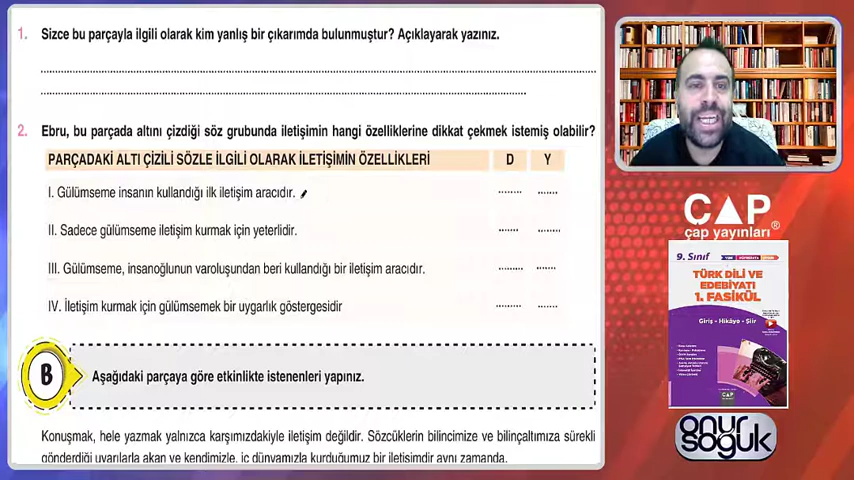 1. Sizce bu parçayla ilgili olarak kim yanlış bir çıkarımda bulunmuştur? Açıklayarak yazınız.
2. Ebru, bu parçada altını çizdiği söz grubunda iletişimin hangi özelliklerine dikkat çekmek istemiş olabilir?
PARÇADAKİ ALTI ÇİZİLİ SÖZLE İLGİLİ OLARAK İLETİŞİMİN ÖZELLİKLERİ D Y
I. Gülümseme insanın kullandığı ilk iletişim aracıdır.
II. Sadece gülümseme iletişim kurmak için yeterlidir.
III. Gülümseme, insanoğlunun varoluşundan beri kullandığı bir iletişim aracıdır.
IV. İletişim kurmak için gülümsemek bir uygarlık göstergesidir
B Aşağıdaki parçaya göre etkinlikte istenenleri yapınız.
Konuşmak, hele yazmak yalnızca karşımızdakiyle iletişim değildir. Sözcüklerin bilincimize ve bilinçaltımıza sürekli
gönderdiği uyarılarla akan ve kendimizle, iç dünyamızla kurduğumuz bir iletişimdir aynı zamanda.
ÇAP
çap yayınları®
9. Sınıf
TÜRK DİLİ VE
EDEBİYATI
1. FASİKÜL
Giriş - Hikâye - Şiir
ÇAP
onur
soğuk